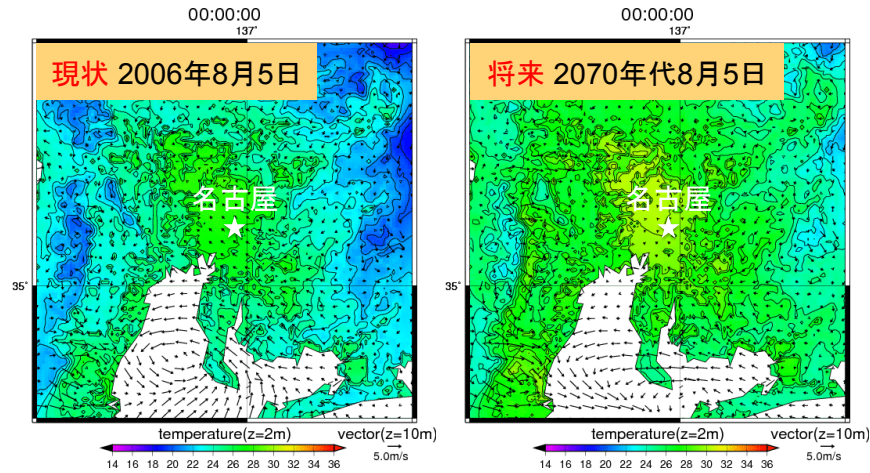 00:00:00
137°
現状 2006年8月5日
名古屋
35°
temperature(z=2m) vector(z=10m)
14 16 18 20 22 24 26 28 30 32 34 36 5.0m/s
00:00:00
137°
将来 2070年代8月5日
名古屋
35°
temperature(z=2m) vector(z=10m)
14 16 18 20 22 24 26 28 30 32 34 36 5.0m/s